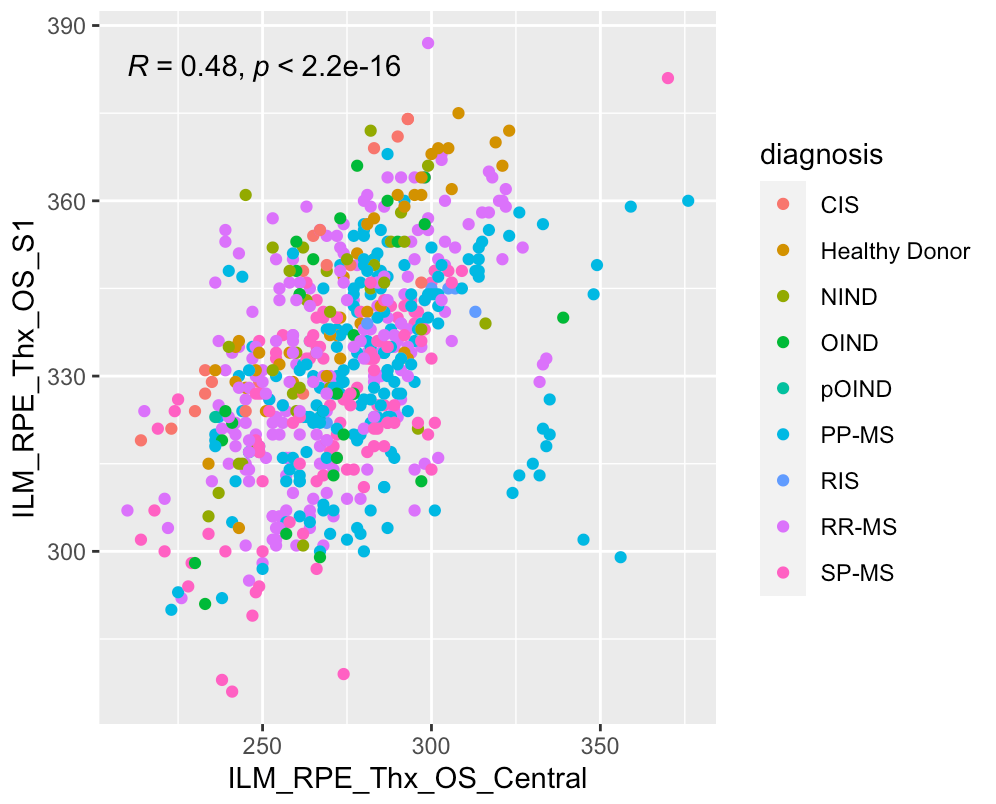 R = 0.48, p < 2.2e-16
390
360
330
300
ILM_RPE_Thx_OS_S1
250
300
350
ILM_RPE_Thx_OS_Central
diagnosis
CIS
Healthy Donor
NIND
OIND
pOIND
PP-MS
RIS
RR-MS
SP-MS